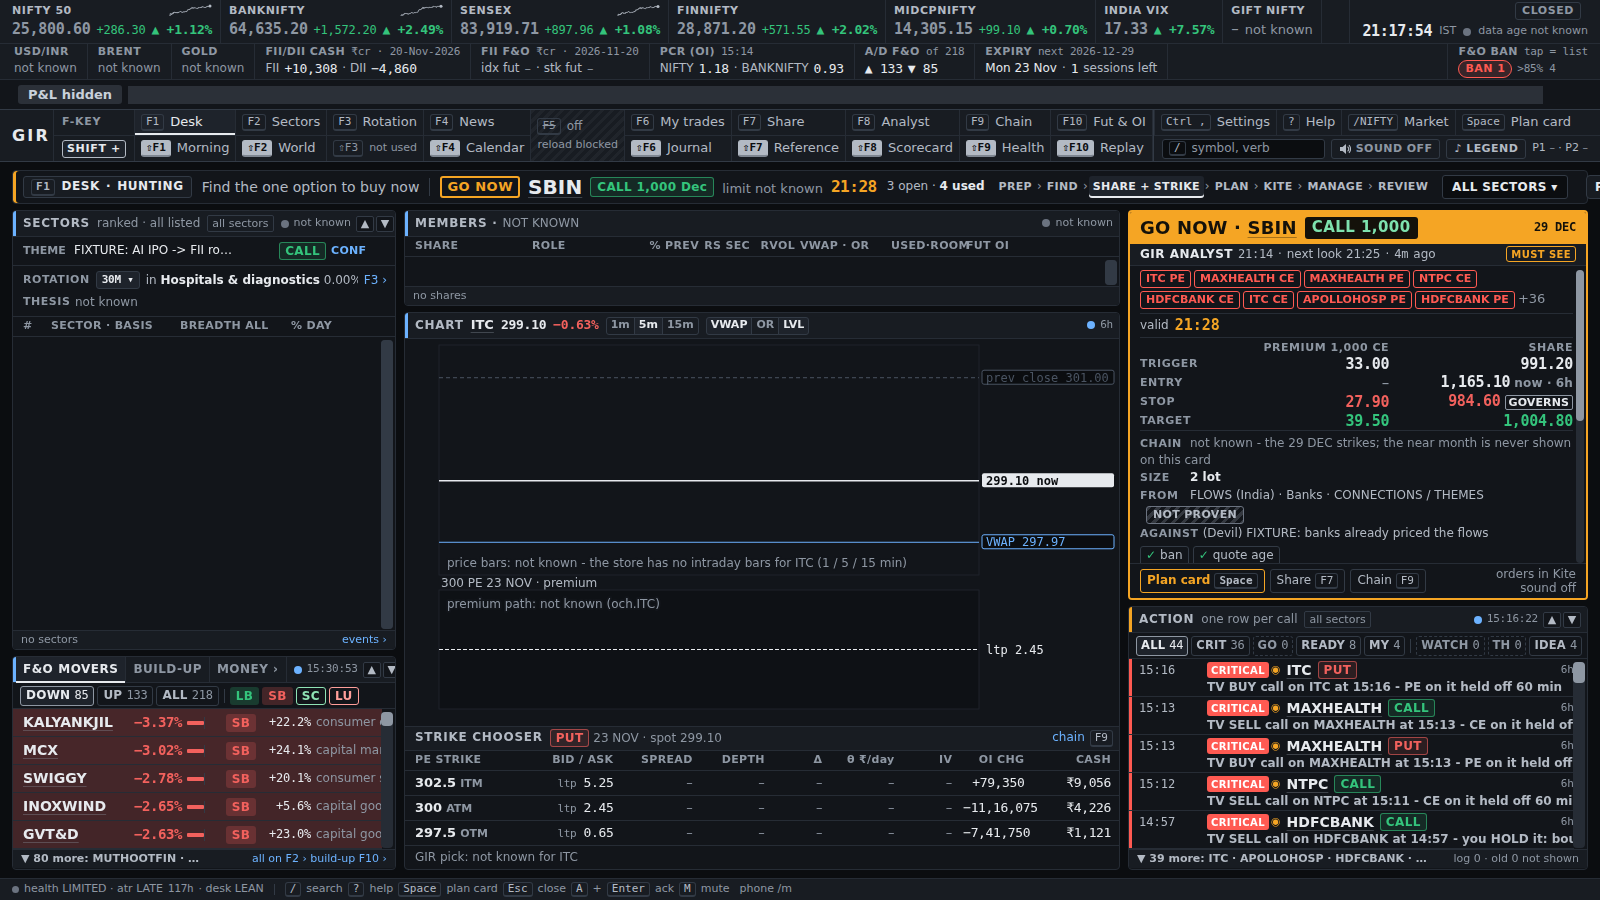 NIFTY 50 BANKNIFTY SENSEX FINNIFTY MIDCPNIFTY INDIA VIX GIFT NIFTY CLOSED
25,800.60 +286.30 ▲ +1.12% 64,635.20 +1,572.20 ▲ +2.49% 83,919.71 +897.96 ▲ +1.08% 28,871.20 +571.55 ▲ +2.02% 14,305.15 +99.10 ▲ +0.70% 17.33 ▲ +7.57% – not known 21:17:54 IST data age not known
USD/INR BRENT GOLD FII/DII CASH ₹cr · 20-Nov-2026 FII F&O ₹cr · 2026-11-20 PCR (OI) 15:14 A/D F&O of 218 EXPIRY next 2026-12-29 F&O BAN tap = list
not known not known not known FII +10,308 · DII −4,860 idx fut – · stk fut – NIFTY 1.18 · BANKNIFTY 0.93 ▲ 133 ▼ 85 Mon 23 Nov · 1 sessions left BAN 1 >85% 4
P&L hidden
GIR F-KEY F1 Desk F2 Sectors F3 Rotation F4 News F5 off F6 My trades F7 Share F8 Analyst F9 Chain F10 Fut & OI Ctrl , Settings ? Help /NIFTY Market Space Plan card
SHIFT + ⇧F1 Morning ⇧F2 World ⇧F3 not used ⇧F4 Calendar reload blocked ⇧F6 Journal ⇧F7 Reference ⇧F8 Scorecard ⇧F9 Health ⇧F10 Replay / symbol, verb SOUND OFF ♪ LEGEND P1 – · P2 –
F1 DESK · HUNTING Find the one option to buy now GO NOW SBIN CALL 1,000 Dec limit not known 21:28 3 open · 4 used PREP › FIND › SHARE + STRIKE › PLAN › KITE › MANAGE › REVIEW ALL SECTORS ▾
SECTORS ranked · all listed all sectors not known ▲ ▼
THEME FIXTURE: AI IPO -> FII ro… CALL CONF
ROTATION 30M ▾ in Hospitals & diagnostics 0.00% F3 ›
THESIS not known
# SECTOR · BASIS BREADTH ALL % DAY
no sectors events ›
F&O MOVERS BUILD-UP MONEY › 15:30:53 ▲ ▼
DOWN 85 UP 133 ALL 218 LB SB SC LU
KALYANKJIL −3.37% SB +22.2% consumer
MCX −3.02% SB +24.1% capital mar
SWIGGY −2.78% SB +20.1% consumer s
INOXWIND −2.65% SB +5.6% capital goo
GVT&D −2.63% SB +23.0% capital goo
▼ 80 more: MUTHOOTFIN · … all on F2 › build-up F10 ›
MEMBERS · NOT KNOWN not known
SHARE ROLE % PREV RS SEC RVOL VWAP · OR USED·ROOM FUT OI
no shares
CHART ITC 299.10 −0.63% 1m 5m 15m VWAP OR LVL 6h
prev close 301.00
299.10 now
VWAP 297.97
price bars: not known - the store has no intraday bars for ITC (1 / 5 / 15 min)
300 PE 23 NOV · premium
premium path: not known (och.ITC)
ltp 2.45
STRIKE CHOOSER PUT 23 NOV · spot 299.10 chain F9
PE STRIKE BID / ASK SPREAD DEPTH Δ θ ₹/day IV OI CHG CASH
302.5 ITM ltp 5.25 – – – – – +79,350 ₹9,056
300 ATM ltp 2.45 – – – – – −11,16,075 ₹4,226
297.5 OTM ltp 0.65 – – – – – −7,41,750 ₹1,121
GIR pick: not known for ITC
GO NOW · SBIN CALL 1,000 29 DEC
GIR ANALYST 21:14 · next look 21:25 · 4m ago MUST SEE
ITC PE MAXHEALTH CE MAXHEALTH PE NTPC CE
HDFCBANK CE ITC CE APOLLOHOSP PE HDFCBANK PE +36
valid 21:28
PREMIUM 1,000 CE SHARE
TRIGGER 33.00 991.20
ENTRY – 1,165.10 now · 6h
STOP 27.90 984.60 GOVERNS
TARGET 39.50 1,004.80
CHAIN not known - the 29 DEC strikes; the near month is never shown
on this card
SIZE 2 lot
FROM FLOWS (India) · Banks · CONNECTIONS / THEMES
NOT PROVEN
AGAINST (Devil) FIXTURE: banks already priced the flows
✓ ban ✓ quote age
Plan card Space Share F7 Chain F9 orders in Kite
sound off
ACTION one row per call all sectors 15:16:22 ▲ ▼
ALL 44 CRIT 36 GO 0 READY 8 MY 4 WATCH 0 TH 0 IDEA 4
15:16 CRITICAL ITC PUT 6h
TV BUY call on ITC at 15:16 - PE on it held off 60 min
15:13 CRITICAL MAXHEALTH CALL 6h
TV SELL call on MAXHEALTH at 15:13 - CE on it held of
15:13 CRITICAL MAXHEALTH PUT 6h
TV BUY call on MAXHEALTH at 15:13 - PE on it held off
15:12 CRITICAL NTPC CALL 6h
TV SELL call on NTPC at 15:11 - CE on it held off 60 mi
14:57 CRITICAL HDFCBANK CALL 6h
TV SELL call on HDFCBANK at 14:57 - you HOLD it: bou
▼ 39 more: ITC · APOLLOHOSP · HDFCBANK · … log 0 · old 0 not shown
health LIMITED · atr LATE 117h · desk LEAN / search ? help Space plan card Esc close A + Enter ack M mute phone /m